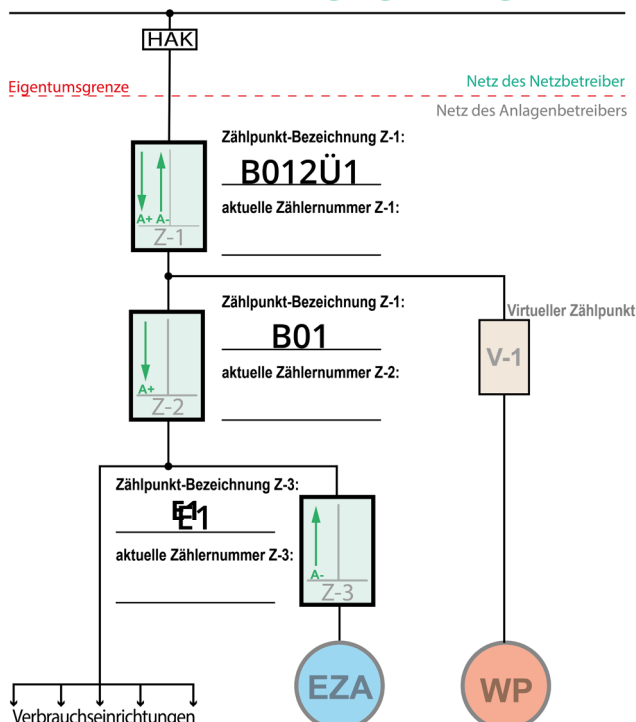 HAK
Eigentumsgrenze
Netz des Netzbetreiber
Netz des Anlagenbetreibers
Zählpunkt-Bezeichnung Z-1:
B012Ü1
aktuelle Zählernummer Z-1:
A+ A-
Z-1
Zählpunkt-Bezeichnung Z-1:
B01
aktuelle Zählernummer Z-2:
A+
Z-2
Virtueller Zählpunkt
V-1
Zählpunkt-Bezeichnung Z-3:
E1
E1
aktuelle Zählernummer Z-3:
A-
Z-3
EZA
WP
Verbrauchseinrichtungen